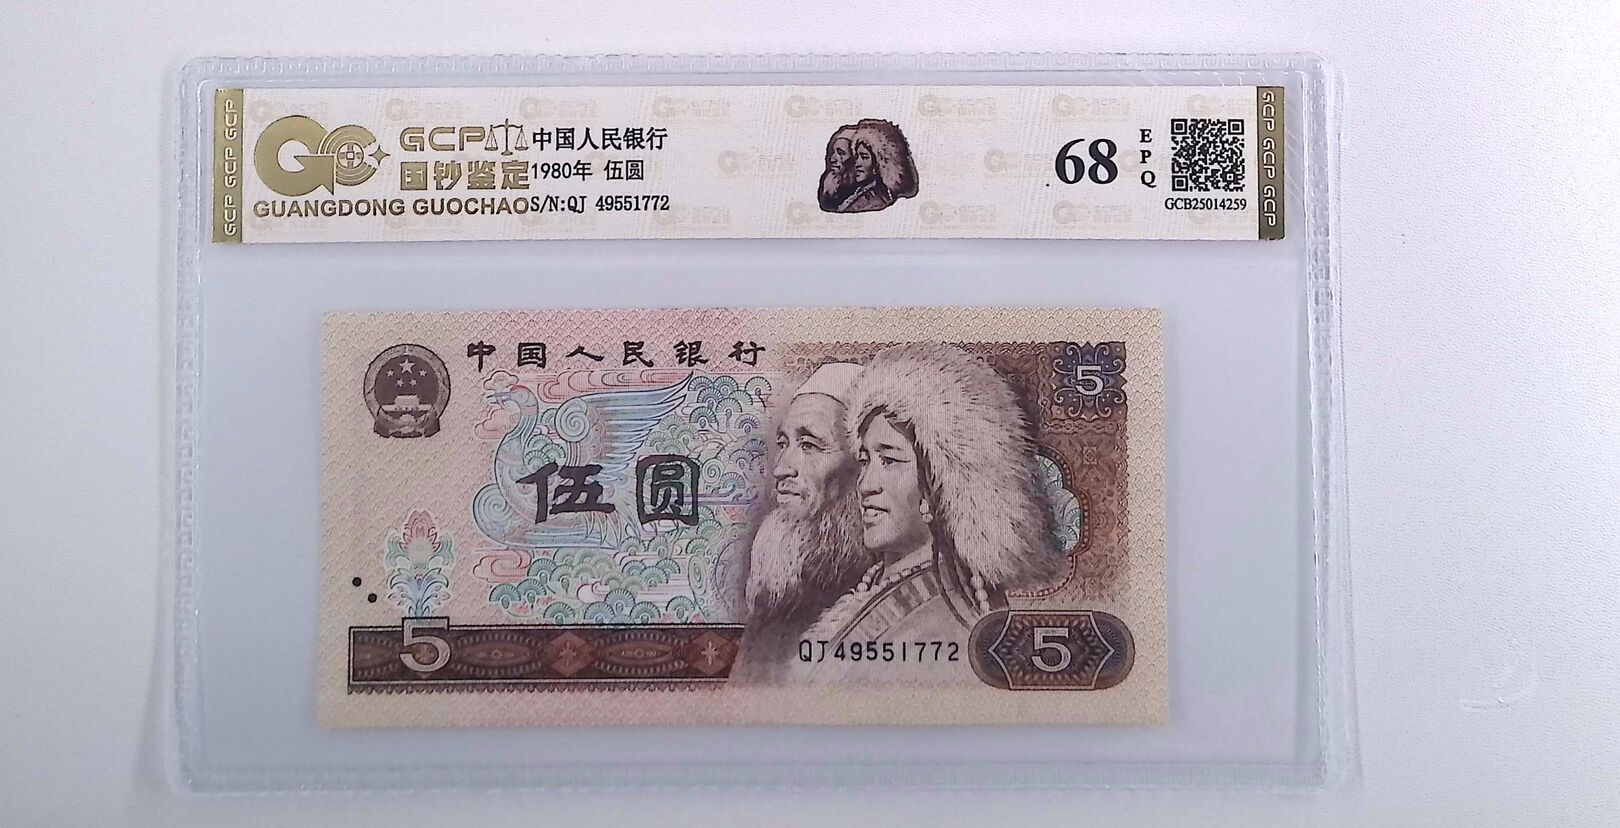 GCP 中国人民银行
国钞鉴定 1980年 伍圆
GUANGDONG GUOCHAO S/N:QJ 49551772
68 EPQ
GCB25014259
GCP GCP GCP
GCP GCP GCP
中国人民银行
5
伍圆
5
QJ49551772
5